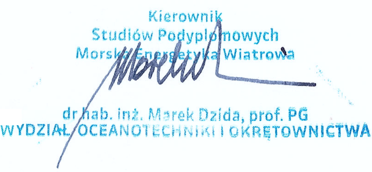 Kierownik
Studiów Podyplomowych
Morska Energetyka Wiatrowa
dr hab. inż. Marek Dzida, prof. PG
WYDZIAŁ OCEANOTECHNIKI I OKRĘTOWNICTWA